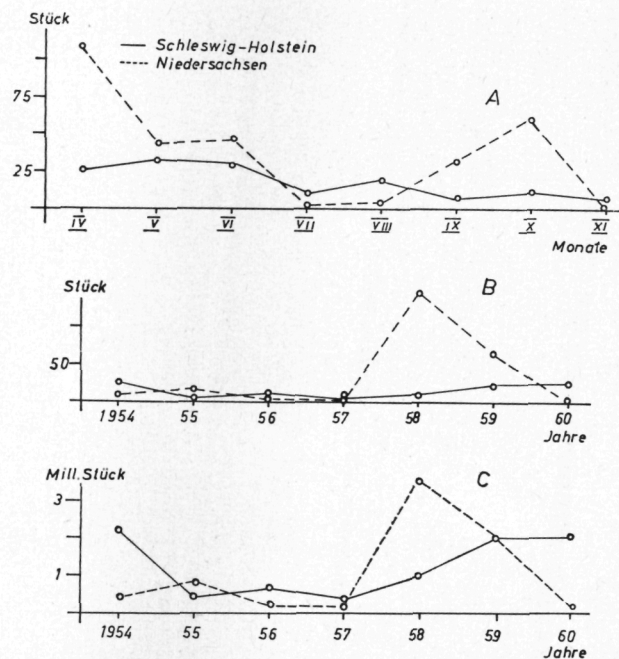 Stück
Schleswig-Holstein
Niedersachsen
A
75
25
IV V VI VII VIII IX X XI
Monate
Stück
B
50
1954 55 56 57 58 59 60
Jahre
Mill. Stück
C
3
1
1954 55 56 57 58 59 60
Jahre